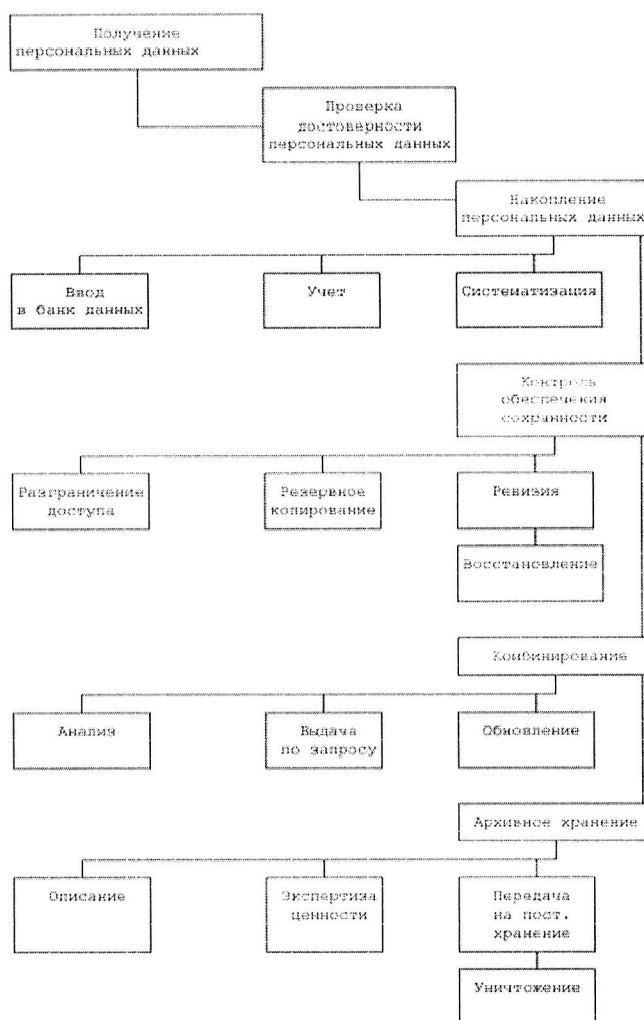 Получение
персональных данных
Проверка
достоверности
персональных данных
Накопление
персональных данных
Ввод
в банк данных
Учет
Систематизация
Контроль
обеспечения
сохранности
Разграничение
доступа
Резервное
копирование
Ревизия
Восстановление
Комбинирование
Анализ
Выдача
по запросу
Обновление
Архивное хранение
Описание
Экспертиза
ценности
Передача
на пост.
хранение
Уничтожение